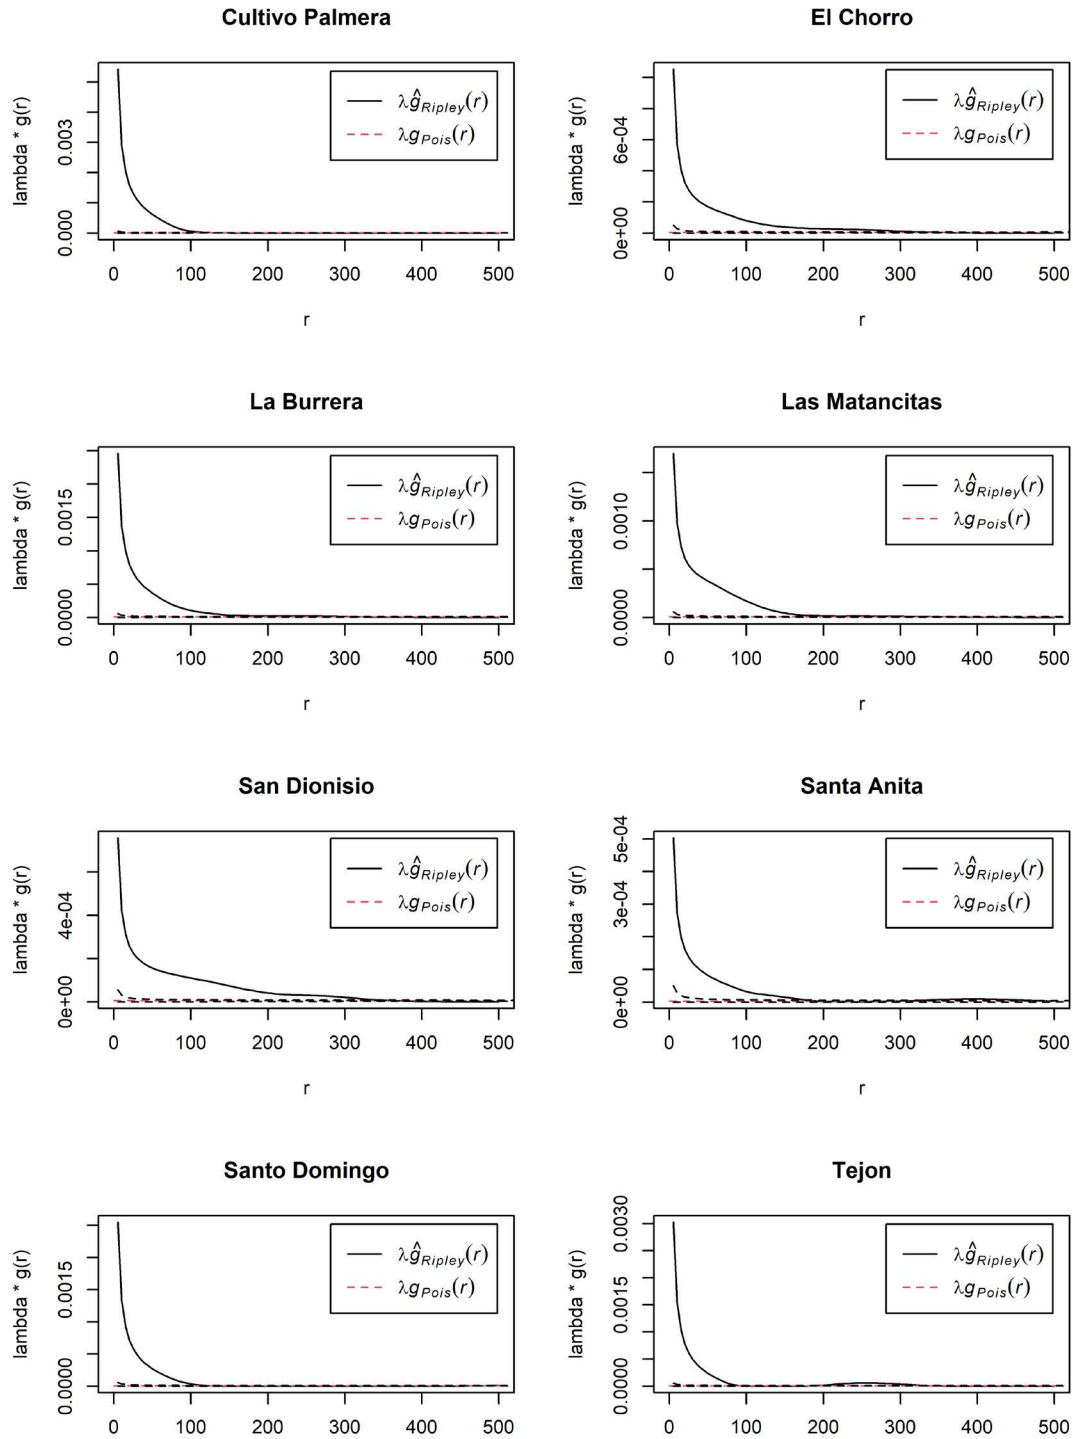 Cultivo Palmera
lambda * g(r)
0.003
0.000
λĝ_Ripley(r)
λg_Pois(r)
0 100 200 300 400 500
r
El Chorro
lambda * g(r)
6e-04
0e+00
λĝ_Ripley(r)
λg_Pois(r)
0 100 200 300 400 500
r
La Burrera
lambda * g(r)
0.0015
0.0000
λĝ_Ripley(r)
λg_Pois(r)
0 100 200 300 400 500
r
Las Matancitas
lambda * g(r)
0.0010
0.0000
λĝ_Ripley(r)
λg_Pois(r)
0 100 200 300 400 500
r
San Dionisio
lambda * g(r)
4e-04
0e+00
λĝ_Ripley(r)
λg_Pois(r)
0 100 200 300 400 500
r
Santa Anita
lambda * g(r)
5e-04
3e-04
0e+00
λĝ_Ripley(r)
λg_Pois(r)
0 100 200 300 400 500
r
Santo Domingo
lambda * g(r)
0.0015
0.0000
λĝ_Ripley(r)
λg_Pois(r)
0 100 200 300 400 500
Tejon
lambda * g(r)
0.0030
0.0015
0.0000
λĝ_Ripley(r)
λg_Pois(r)
0 100 200 300 400 500